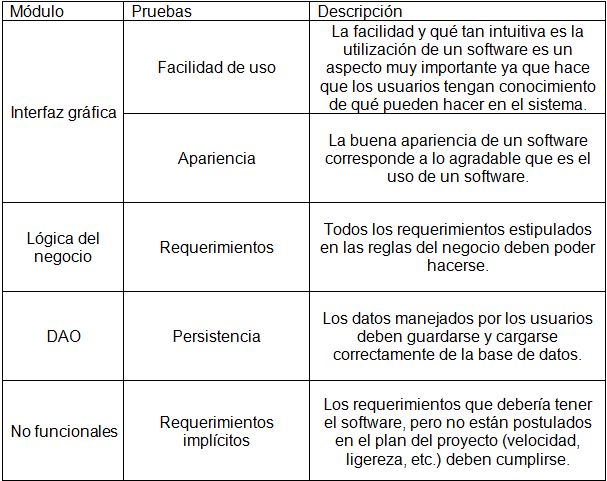 Módulo Pruebas Descripción
Interfaz gráfica
Facilidad de uso
La facilidad y qué tan intuitiva es la
utilización de un software es un
aspecto muy importante ya que hace
que los usuarios tengan conocimiento
de qué pueden hacer en el sistema.
Apariencia
La buena apariencia de un software
corresponde a lo agradable que es el
uso de un software.
Lógica del
negocio
Requerimientos
Todos los requerimientos estipulados
en las reglas del negocio deben poder
hacerse.
DAO
Persistencia
Los datos manejados por los usuarios
deben guardarse y cargarse
correctamente de la base de datos.
No funcionales
Requerimientos
implícitos
Los requerimientos que debería tener
el software, pero no están postulados
en el plan del proyecto (velocidad,
ligereza, etc.) deben cumplirse.